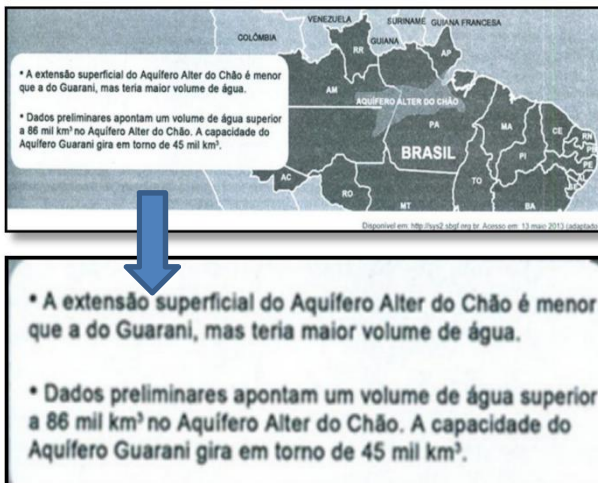 VENEZUELA
SURINAME
GUIANA FRANCESA
COLÔMBIA
GUIANA
RR
AP
• A extensão superficial do Aquífero Alter do Chão é menor
que a do Guarani, mas teria maior volume de água.
• Dados preliminares apontam um volume de água superior
a 86 mil km³ no Aquífero Alter do Chão. A capacidade do
Aquífero Guarani gira em torno de 45 mil km³.
AM
AQUÍFERO ALTER DO CHÃO
PA
MA
CE
RN
BRASIL
PI
PE
AC
TO
RO
MT
BA
Disponível em: http://sys2.sbgf.org.br. Acesso em: 13 maio 2013 (adaptado
• A extensão superficial do Aquífero Alter do Chão é menor
que a do Guarani, mas teria maior volume de água.
• Dados preliminares apontam um volume de água superior
a 86 mil km³ no Aquífero Alter do Chão. A capacidade do
Aquífero Guarani gira em torno de 45 mil km³.